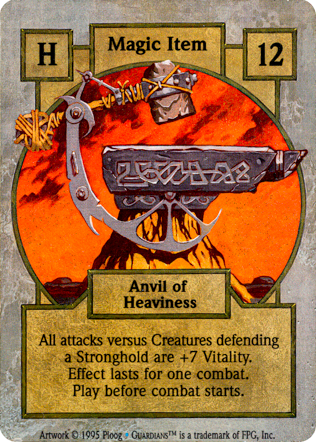 H
Magic Item
12
Anvil of
Heaviness
All attacks versus Creatures defending
a Stronghold are +7 Vitality.
Effect lasts for one combat.
Play before combat starts.
Artwork © 1995 Ploog GUARDIANS™ is a trademark of FPG, Inc.